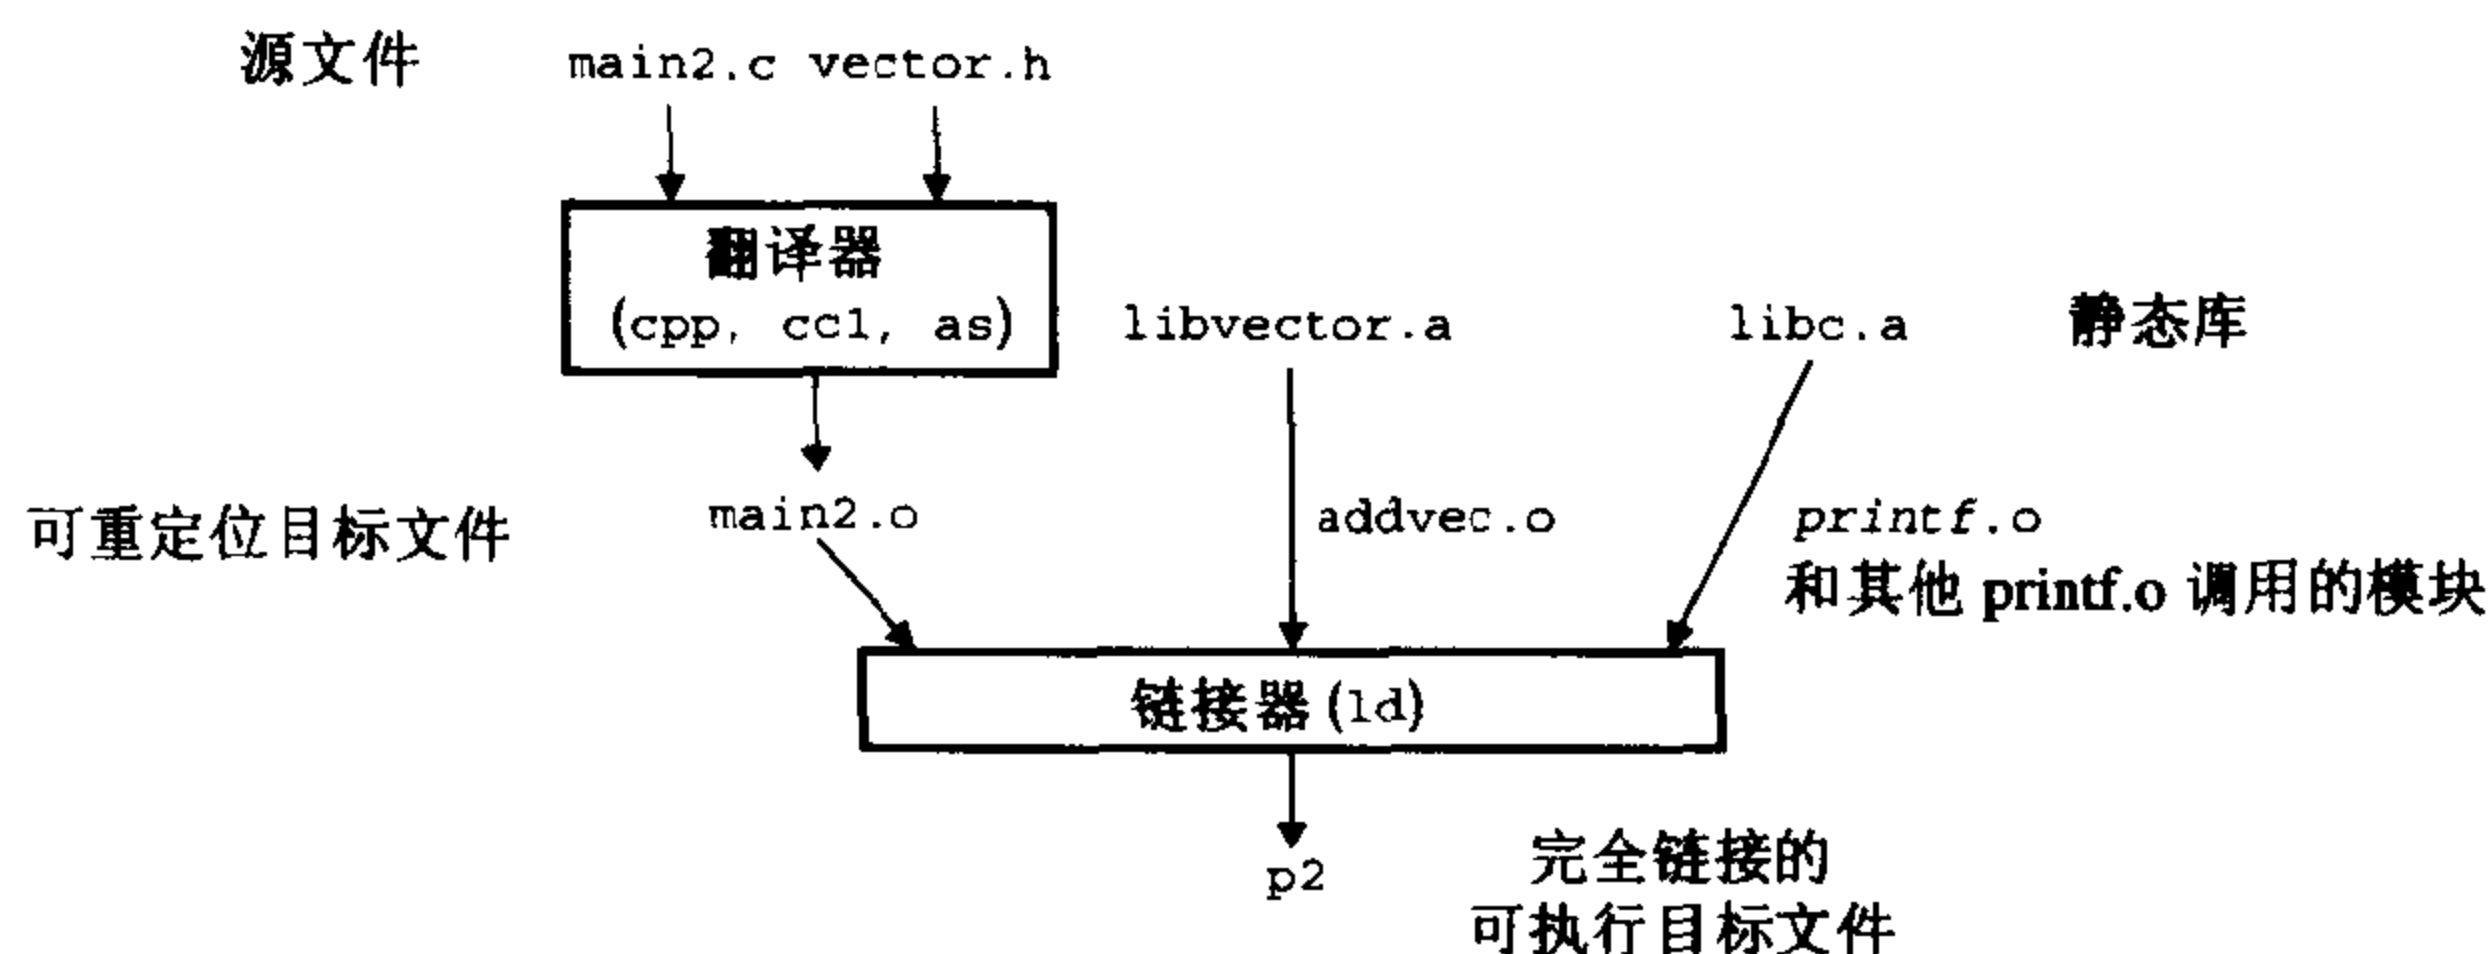 源文件 main2.c vector.h
翻译器
(cpp, cc1, as)
libvector.a libc.a 静态库
可重定位目标文件 main2.o addvec.o printf.o
和其他 printf.o 调用的模块
链接器(ld)
p2
完全链接的
可执行目标文件